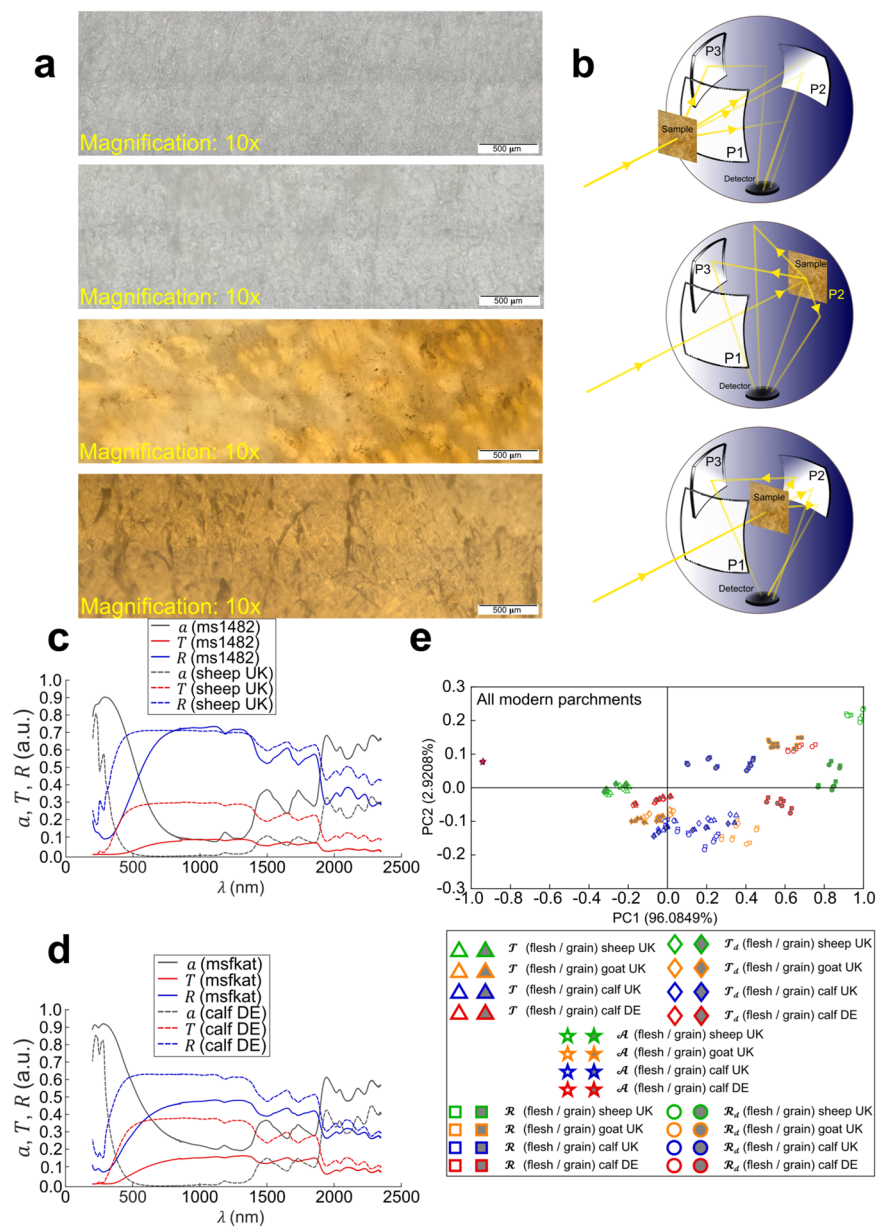 a
Magnification: 10x
500 μm
Magnification: 10x
500 μm
Magnification: 10x
500 μm
Magnification: 10x
500 μm
b
P3
P2
Sample
P1
Detector
P3
Sample
P2
P1
Detector
P3
P2
Sample
P1
Detector
c
a (ms1482)
T (ms1482)
R (ms1482)
a (sheep UK)
T (sheep UK)
R (sheep UK)
a, T, R (a.u.)
1.0
0.9
0.8
0.7
0.6
0.5
0.4
0.3
0.2
0.1
0.0
0 500 1000 1500 2000 2500
λ (nm)
d
a (msfkat)
T (msfkat)
R (msfkat)
a (calf DE)
T (calf DE)
R (calf DE)
a, T, R (a.u.)
1.0
0.9
0.8
0.7
0.6
0.5
0.4
0.3
0.2
0.1
0.0
0 500 1000 1500 2000 2500
λ (nm)
e
All modern parchments
PC2 (2.9208%)
0.3
0.2
0.1
0.0
-0.1
-0.2
-0.3
-1.0 -0.8 -0.6 -0.4 -0.2 0.0 0.2 0.4 0.6 0.8 1.0
PC1 (96.0849%)
𝒯 (flesh / grain) sheep UK
𝒯 (flesh / grain) goat UK
𝒯 (flesh / grain) calf UK
𝒯 (flesh / grain) calf DE
𝒯d (flesh / grain) sheep UK
𝒯d (flesh / grain) goat UK
𝒯d (flesh / grain) calf UK
𝒯d (flesh / grain) calf DE
𝒜 (flesh / grain) sheep UK
𝒜 (flesh / grain) goat UK
𝒜 (flesh / grain) calf UK
𝒜 (flesh / grain) calf DE
ℛ (flesh / grain) sheep UK
ℛ (flesh / grain) goat UK
ℛ (flesh / grain) calf UK
ℛ (flesh / grain) calf DE
ℛd (flesh / grain) sheep UK
ℛd (flesh / grain) goat UK
ℛd (flesh / grain) calf UK
ℛd (flesh / grain) calf DE